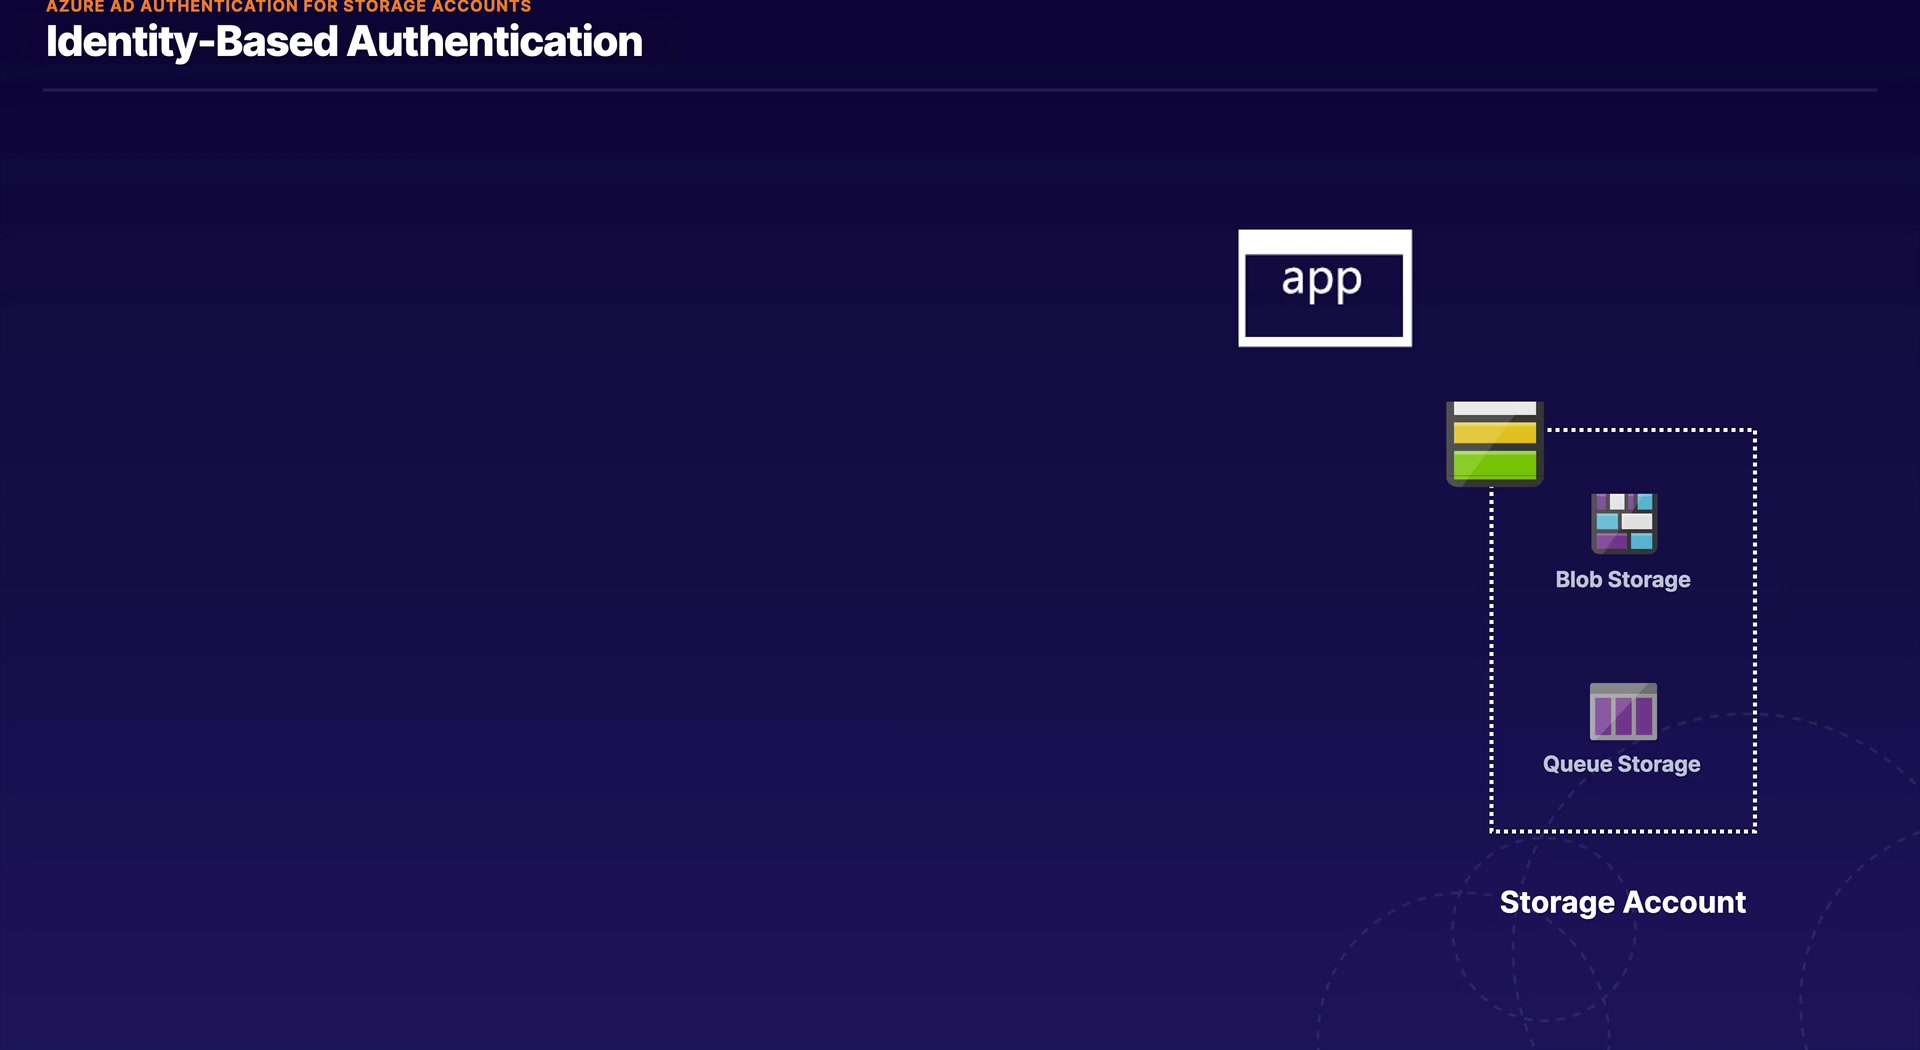 AZURE AD AUTHENTICATION FOR STORAGE ACCOUNTS
Identity-Based Authentication
app
Blob Storage
Queue Storage
Storage Account